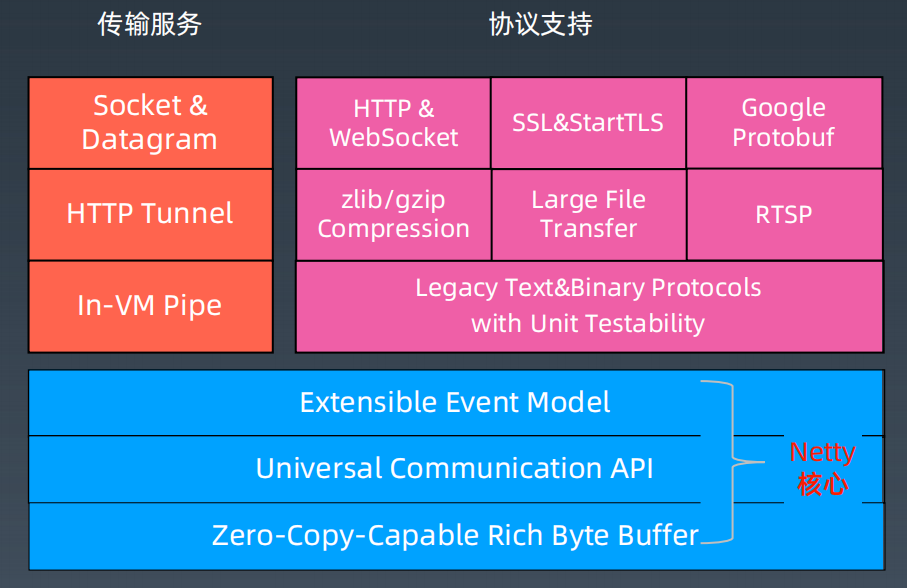 传输服务
协议支持
Socket &
Datagram
HTTP &
WebSocket
SSL&StartTLS
Google
Protobuf
HTTP Tunnel
zlib/gzip
Compression
Large File
Transfer
RTSP
In-VM Pipe
Legacy Text&Binary Protocols
with Unit Testability
Extensible Event Model
Universal Communication API
Zero-Copy-Capable Rich Byte Buffer
Netty
核心